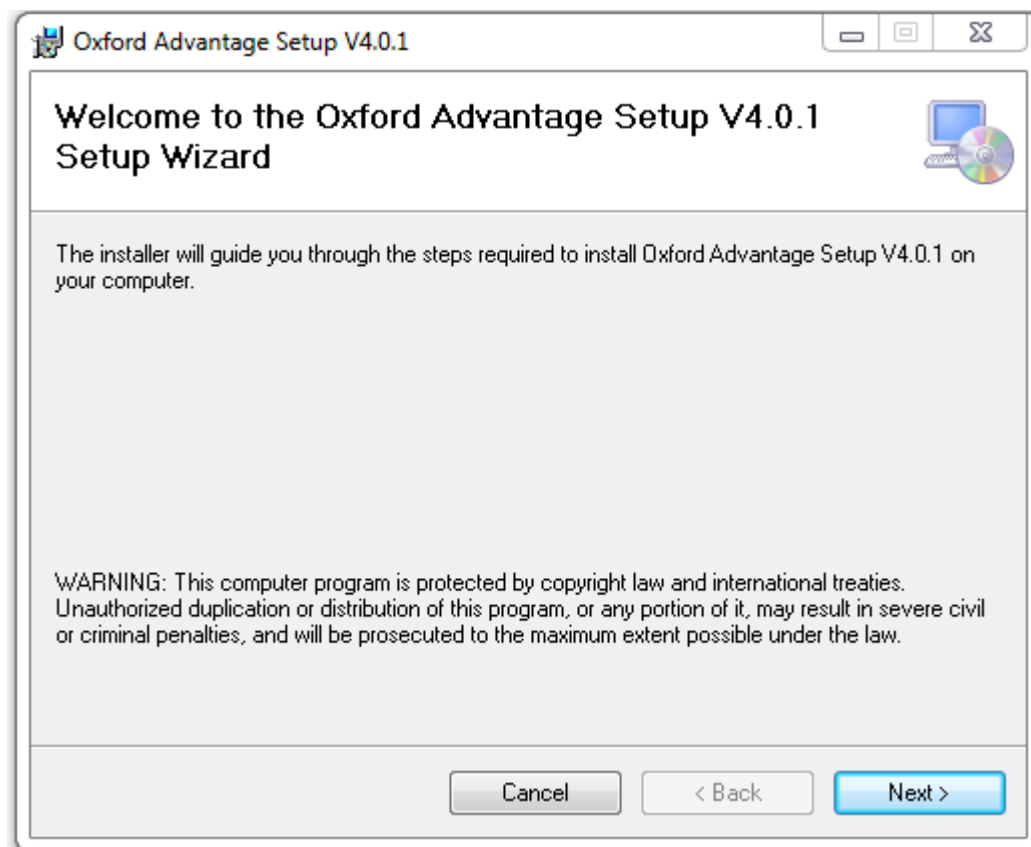 Oxford Advantage Setup V4.0.1
Welcome to the Oxford Advantage Setup V4.0.1
Setup Wizard
The installer will guide you through the steps required to install Oxford Advantage Setup V4.0.1 on
your computer.
WARNING: This computer program is protected by copyright law and international treaties.
Unauthorized duplication or distribution of this program, or any portion of it, may result in severe civil
or criminal penalties, and will be prosecuted to the maximum extent possible under the law.
Cancel < Back Next >